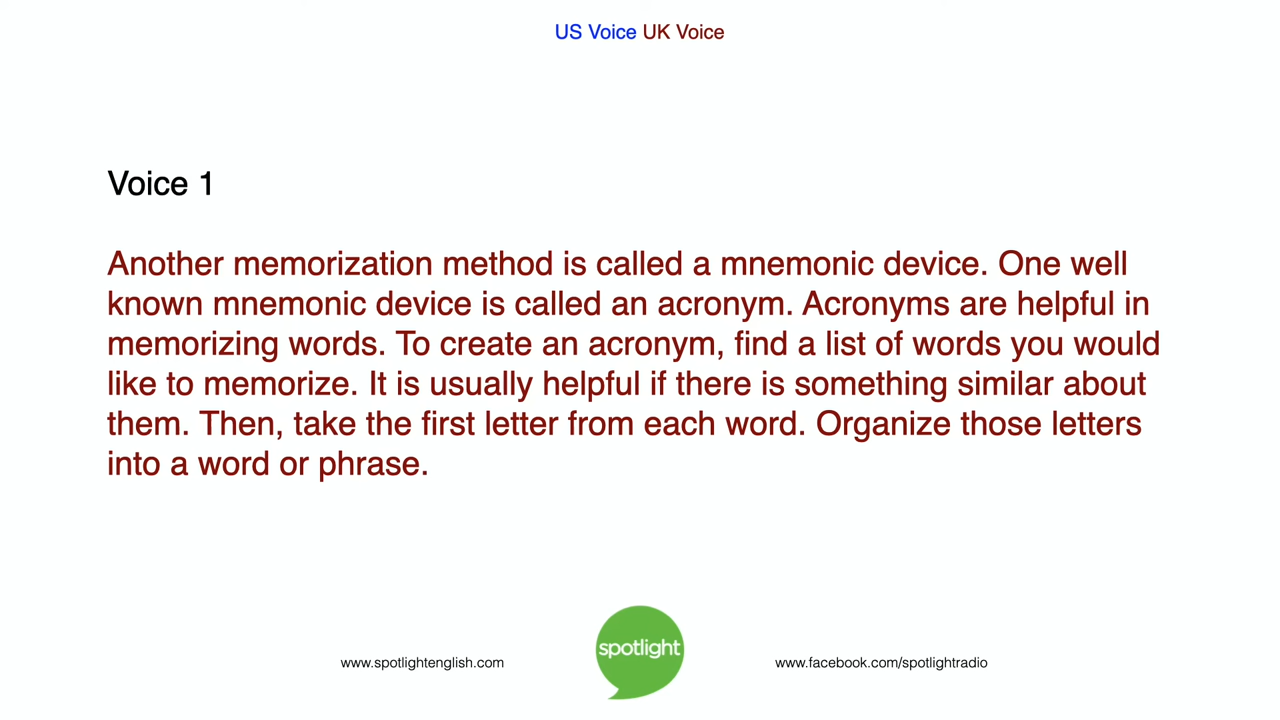 US Voice UK Voice
Voice 1
Another memorization method is called a mnemonic device. One well
known mnemonic device is called an acronym. Acronyms are helpful in
memorizing words. To create an acronym, find a list of words you would
like to memorize. It is usually helpful if there is something similar about
them. Then, take the first letter from each word. Organize those letters
into a word or phrase.
spotlight
www.spotlightenglish.com
www.facebook.com/spotlightradio